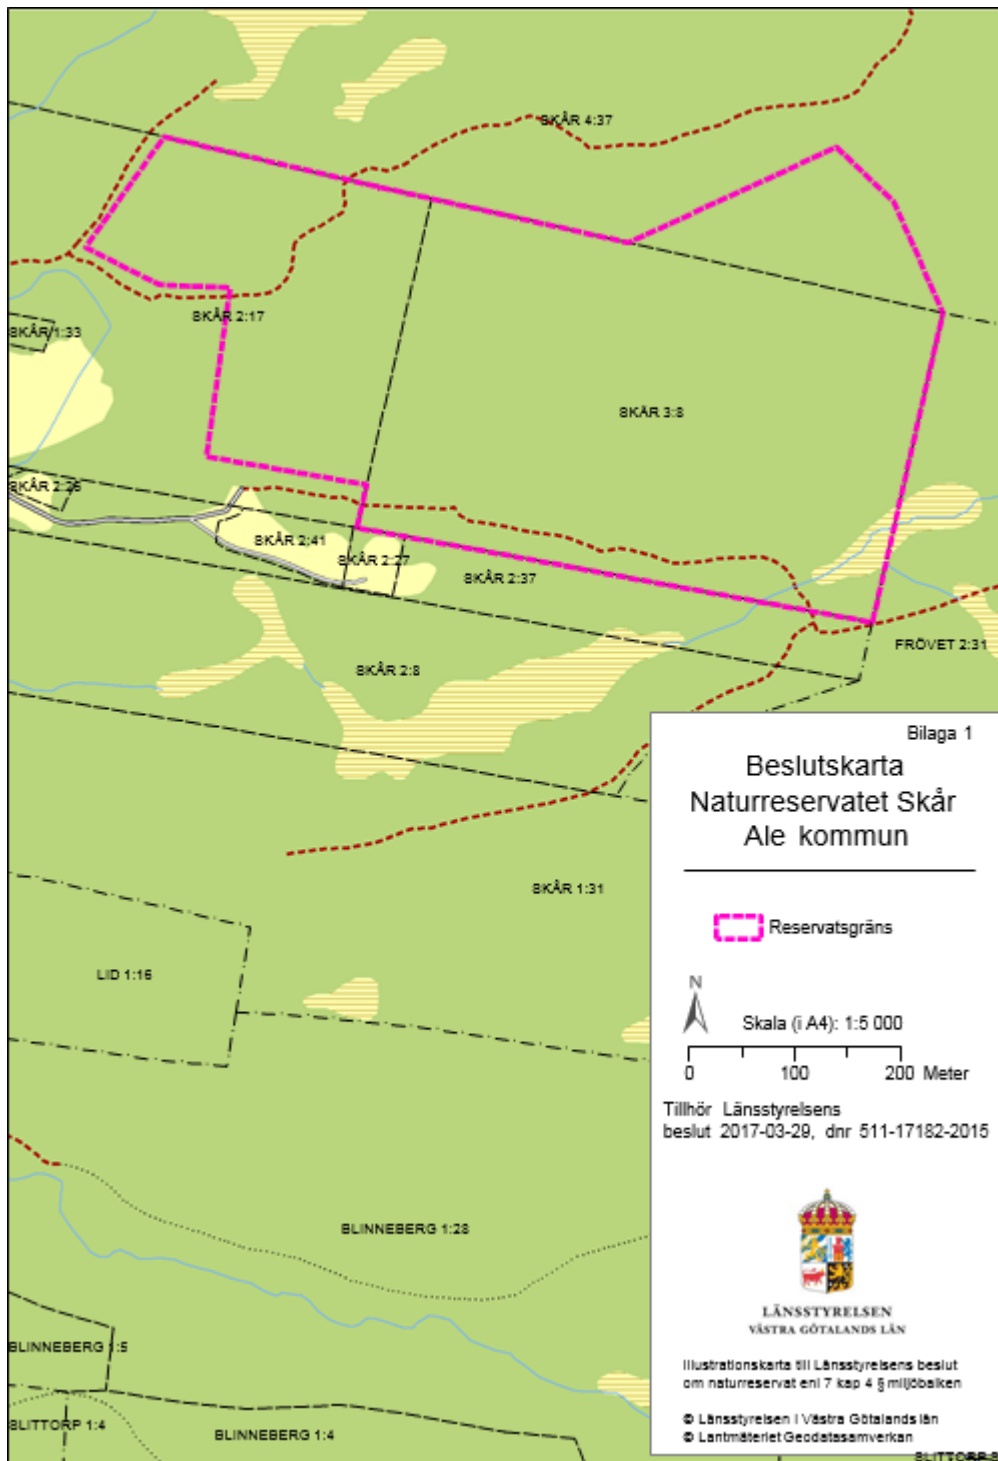 SKÅR 4:37
SKÅR 2:17
SKÅR 1:33
SKÅR 3:8
SKÅR 2:26
SKÅR 2:41
SKÅR 2:27
SKÅR 2:37
FRÖVET 2:31
SKÅR 2:8
Bilaga 1
Beslutskarta
Naturreservatet Skår
Ale kommun
SKÅR 1:31
Reservatsgräns
LID 1:16
N
Skala (i A4): 1:5 000
0 100 200 Meter
Tillhör Länsstyrelsens
beslut 2017-03-29, dnr 511-17182-2015
BLINNEBERG 1:28
LÄNSSTYRELSEN
VÄSTRA GÖTALANDS LÄN
BLINNEBERG 1:5
Illustrationskarta till Länsstyrelsens beslut
om naturreservat enl 7 kap 4 § miljöbalken
SLITTORP 1:4
BLINNEBERG 1:4
© Länsstyrelsen i Västra Götalands län
© Lantmäteriet Geodatasamverkan